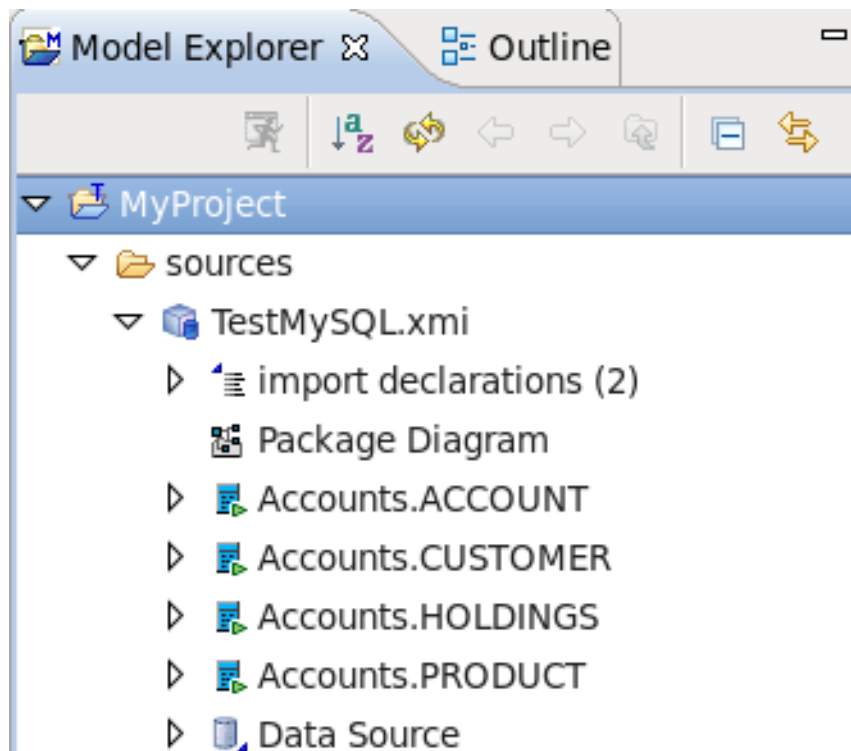 Model Explorer Outline
MyProject
sources
TestMySQL.xmi
import declarations (2)
Package Diagram
Accounts.ACCOUNT
Accounts.CUSTOMER
Accounts.HOLDINGS
Accounts.PRODUCT
Data Source